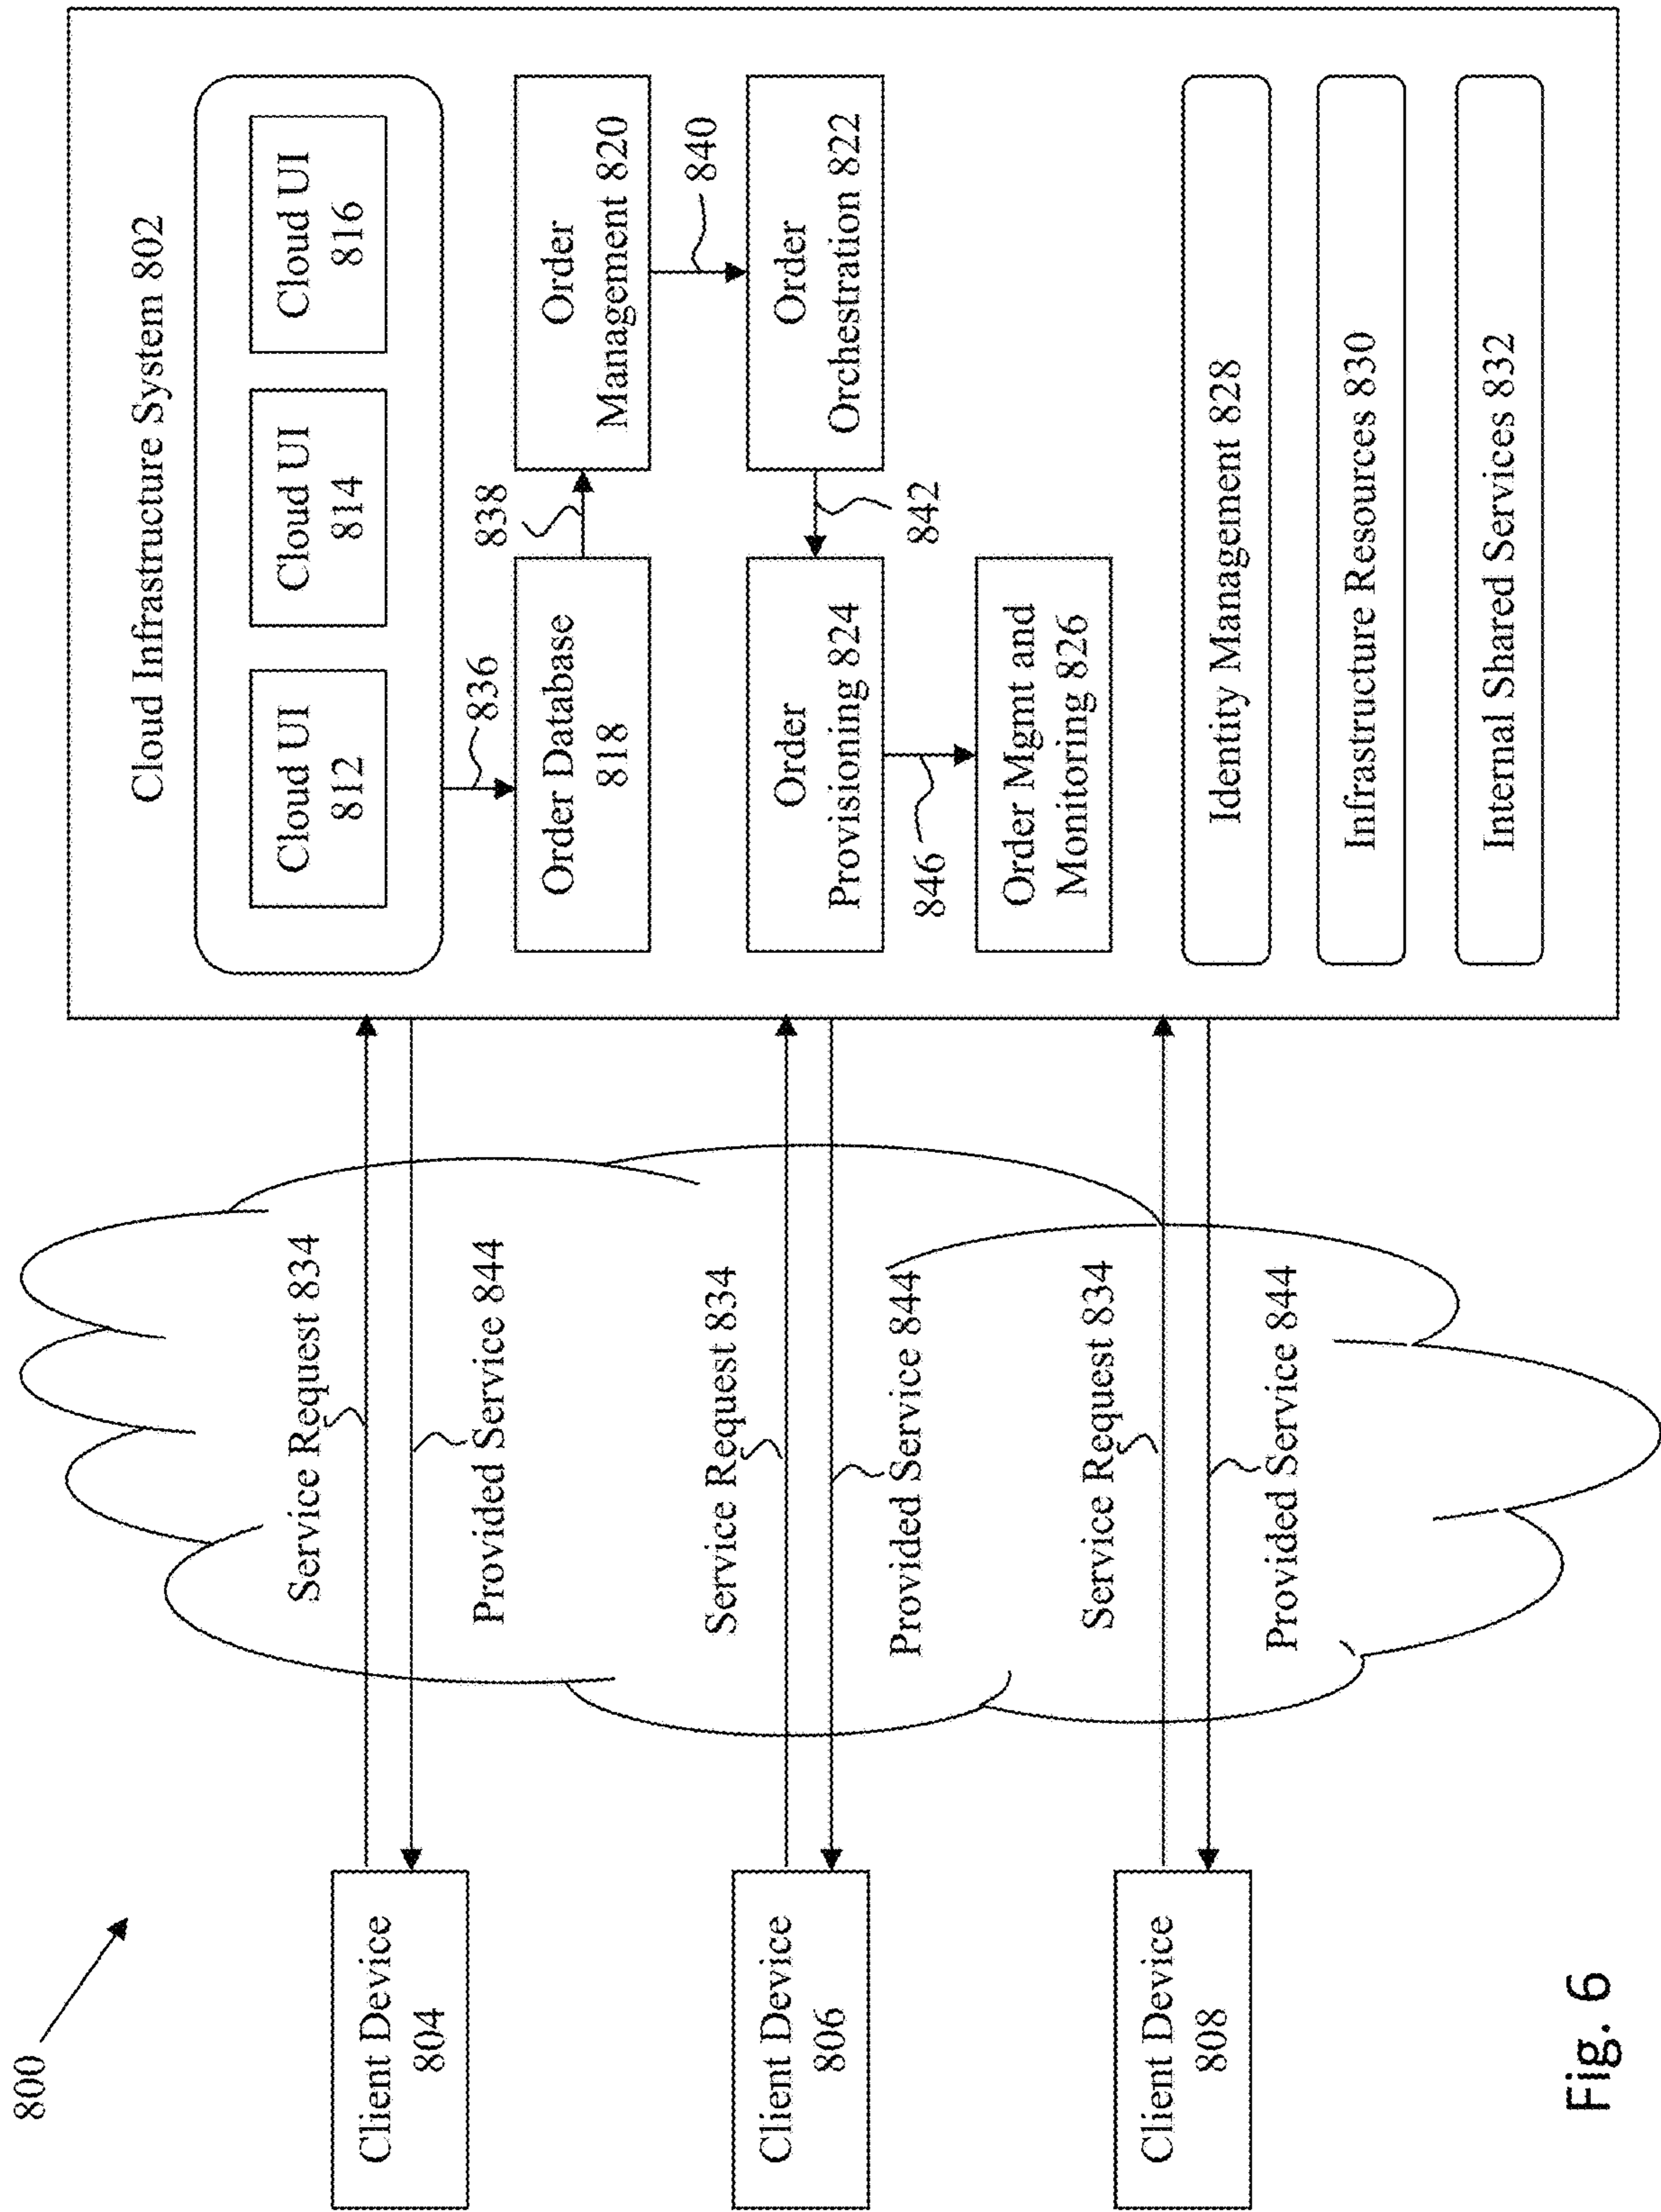 800
Cloud Infrastructure System 802
Cloud UI
812
Cloud UI
814
Cloud UI
816
836
Order Database
818
838
Order
Management 820
840
Order
Orchestration 822
842
Order
Provisioning 824
846
Order Mgmt and
Monitoring 826
Identity Management 828
Infrastructure Resources 830
Internal Shared Services 832
Client Device
804
Service Request 834
Provided Service 844
Client Device
806
Service Request 834
Provided Service 844
Client Device
808
Service Request 834
Provided Service 844
Fig. 6